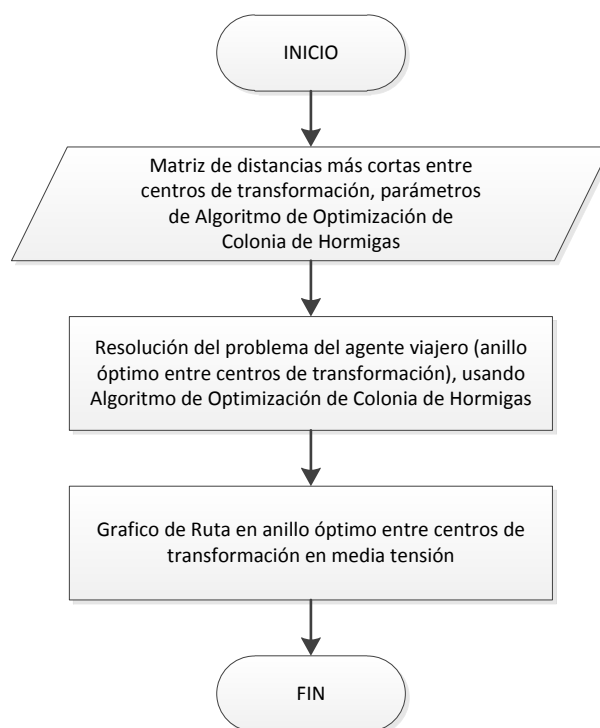 INICIO
Matriz de distancias más cortas entre
centros de transformación, parámetros
de Algoritmo de Optimización de
Colonia de Hormigas
Resolución del problema del agente viajero (anillo
óptimo entre centros de transformación), usando
Algoritmo de Optimización de Colonia de Hormigas
Grafico de Ruta en anillo óptimo entre centros de
transformación en media tensión
FIN